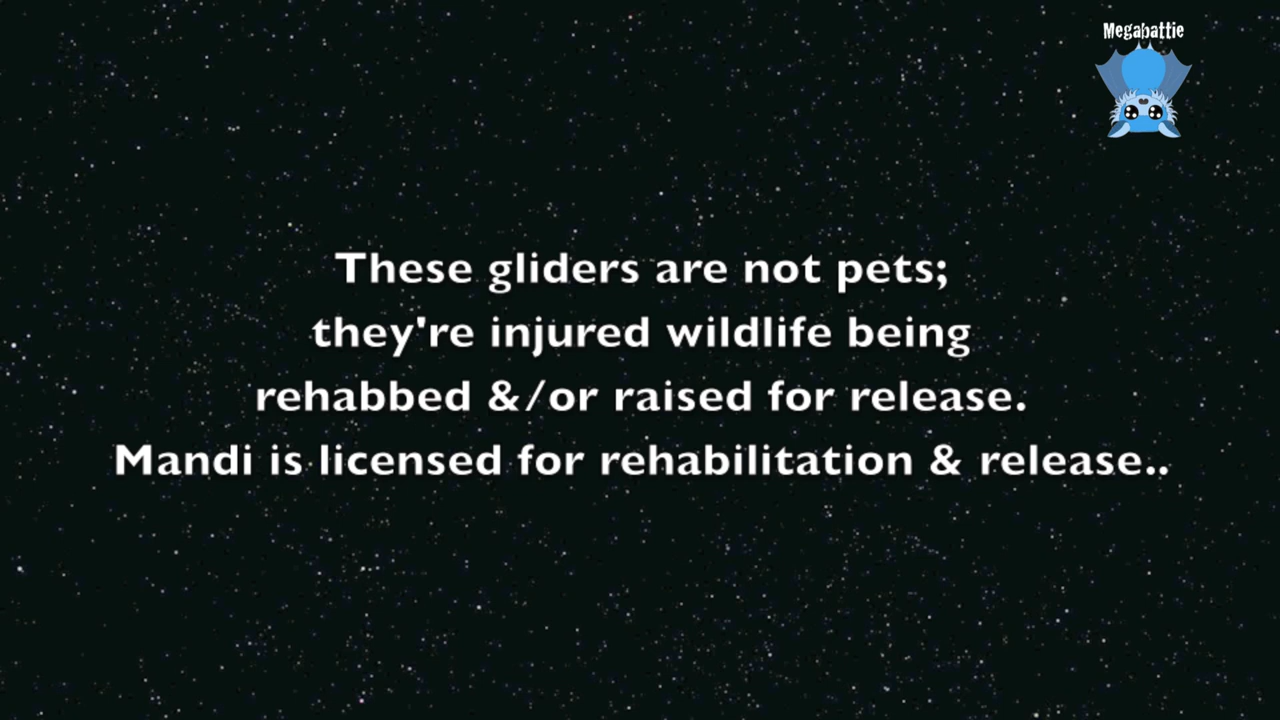 Megabattie
These gliders are not pets;
they're injured wildlife being
rehabbed &/or raised for release.
Mandi is licensed for rehabilitation & release..